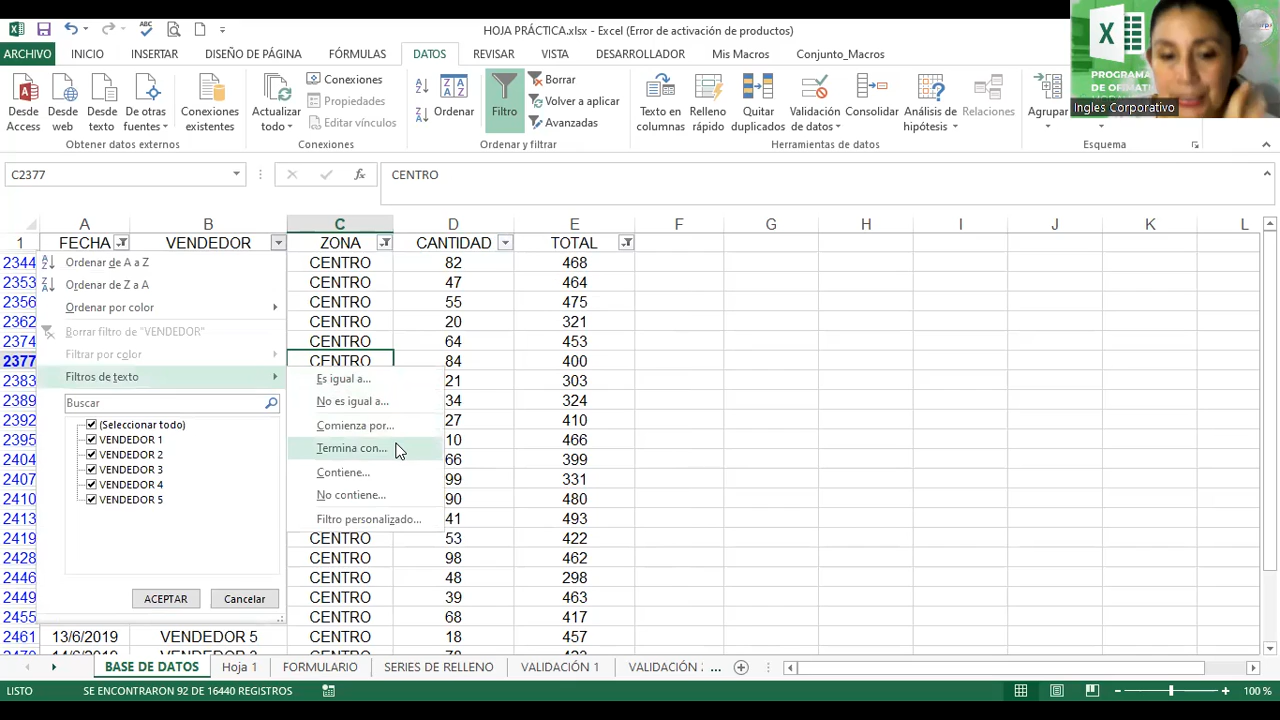 HOJA PRÁCTICA.xlsx - Excel (Error de activación de productos)
ARCHIVO INICIO INSERTAR DISEÑO DE PÁGINA FÓRMULAS DATOS REVISAR VISTA DESARROLLADOR Mis Macros Conjunto_Macros
PROGRAMA
DE OFIMAT
Ingles Corporativo
Desde Access
Desde web
Desde texto
De otras fuentes
Conexiones existentes
Obtener datos externos
Actualizar todo
Conexiones
Propiedades
Editar vínculos
Conexiones
Ordenar
Filtro
Borrar
Volver a aplicar
Avanzadas
Ordenar y filtrar
Texto en columnas
Relleno rápido
Quitar duplicados
Validación de datos
Consolidar
Análisis de hipótesis
Relaciones
Herramientas de datos
Agrupar
Esquema
C2377 fx CENTRO
A B C D E F G H I J K L
1 FECHA VENDEDOR ZONA CANTIDAD TOTAL
2344 CENTRO 82 468
2353 CENTRO 47 464
2356 CENTRO 55 475
2362 CENTRO 20 321
2374 CENTRO 64 453
2377 CENTRO 84 400
2383 21 303
2389 34 324
2392 27 410
2395 10 466
2404 66 399
2407 99 331
2410 90 480
2413 41 493
2419 CENTRO 53 422
2428 CENTRO 98 462
2446 CENTRO 48 298
2449 CENTRO 39 463
2455 CENTRO 68 417
2461 13/6/2019 VENDEDOR 5 CENTRO 18 457
Ordenar de A a Z
Ordenar de Z a A
Ordenar por color
Borrar filtro de "VENDEDOR"
Filtrar por color
Filtros de texto
Buscar
(Seleccionar todo)
VENDEDOR 1
VENDEDOR 2
VENDEDOR 3
VENDEDOR 4
VENDEDOR 5
ACEPTAR Cancelar
Es igual a...
No es igual a...
Comienza por...
Termina con...
Contiene...
No contiene...
Filtro personalizado...
BASE DE DATOS Hoja 1 FORMULARIO SERIES DE RELLENO VALIDACIÓN 1 VALIDACIÓN ...
LISTO SE ENCONTRARON 92 DE 16440 REGISTROS 100 %